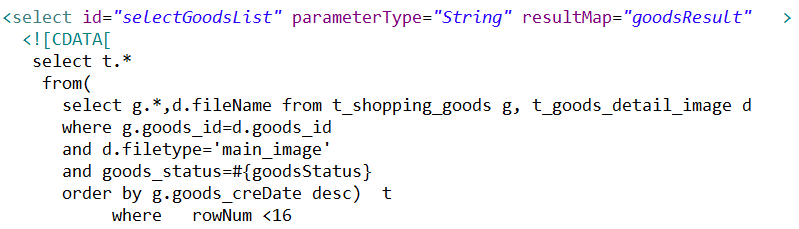 <select id="selectGoodsList" parameterType="String" resultMap="goodsResult"   >
<![CDATA[
select t.*
from(
select g.*,d.fileName from t_shopping_goods g, t_goods_detail_image d
where g.goods_id=d.goods_id
and d.filetype='main_image'
and goods_status=#{goodsStatus}
order by g.goods_creDate desc)  t
where   rowNum <16